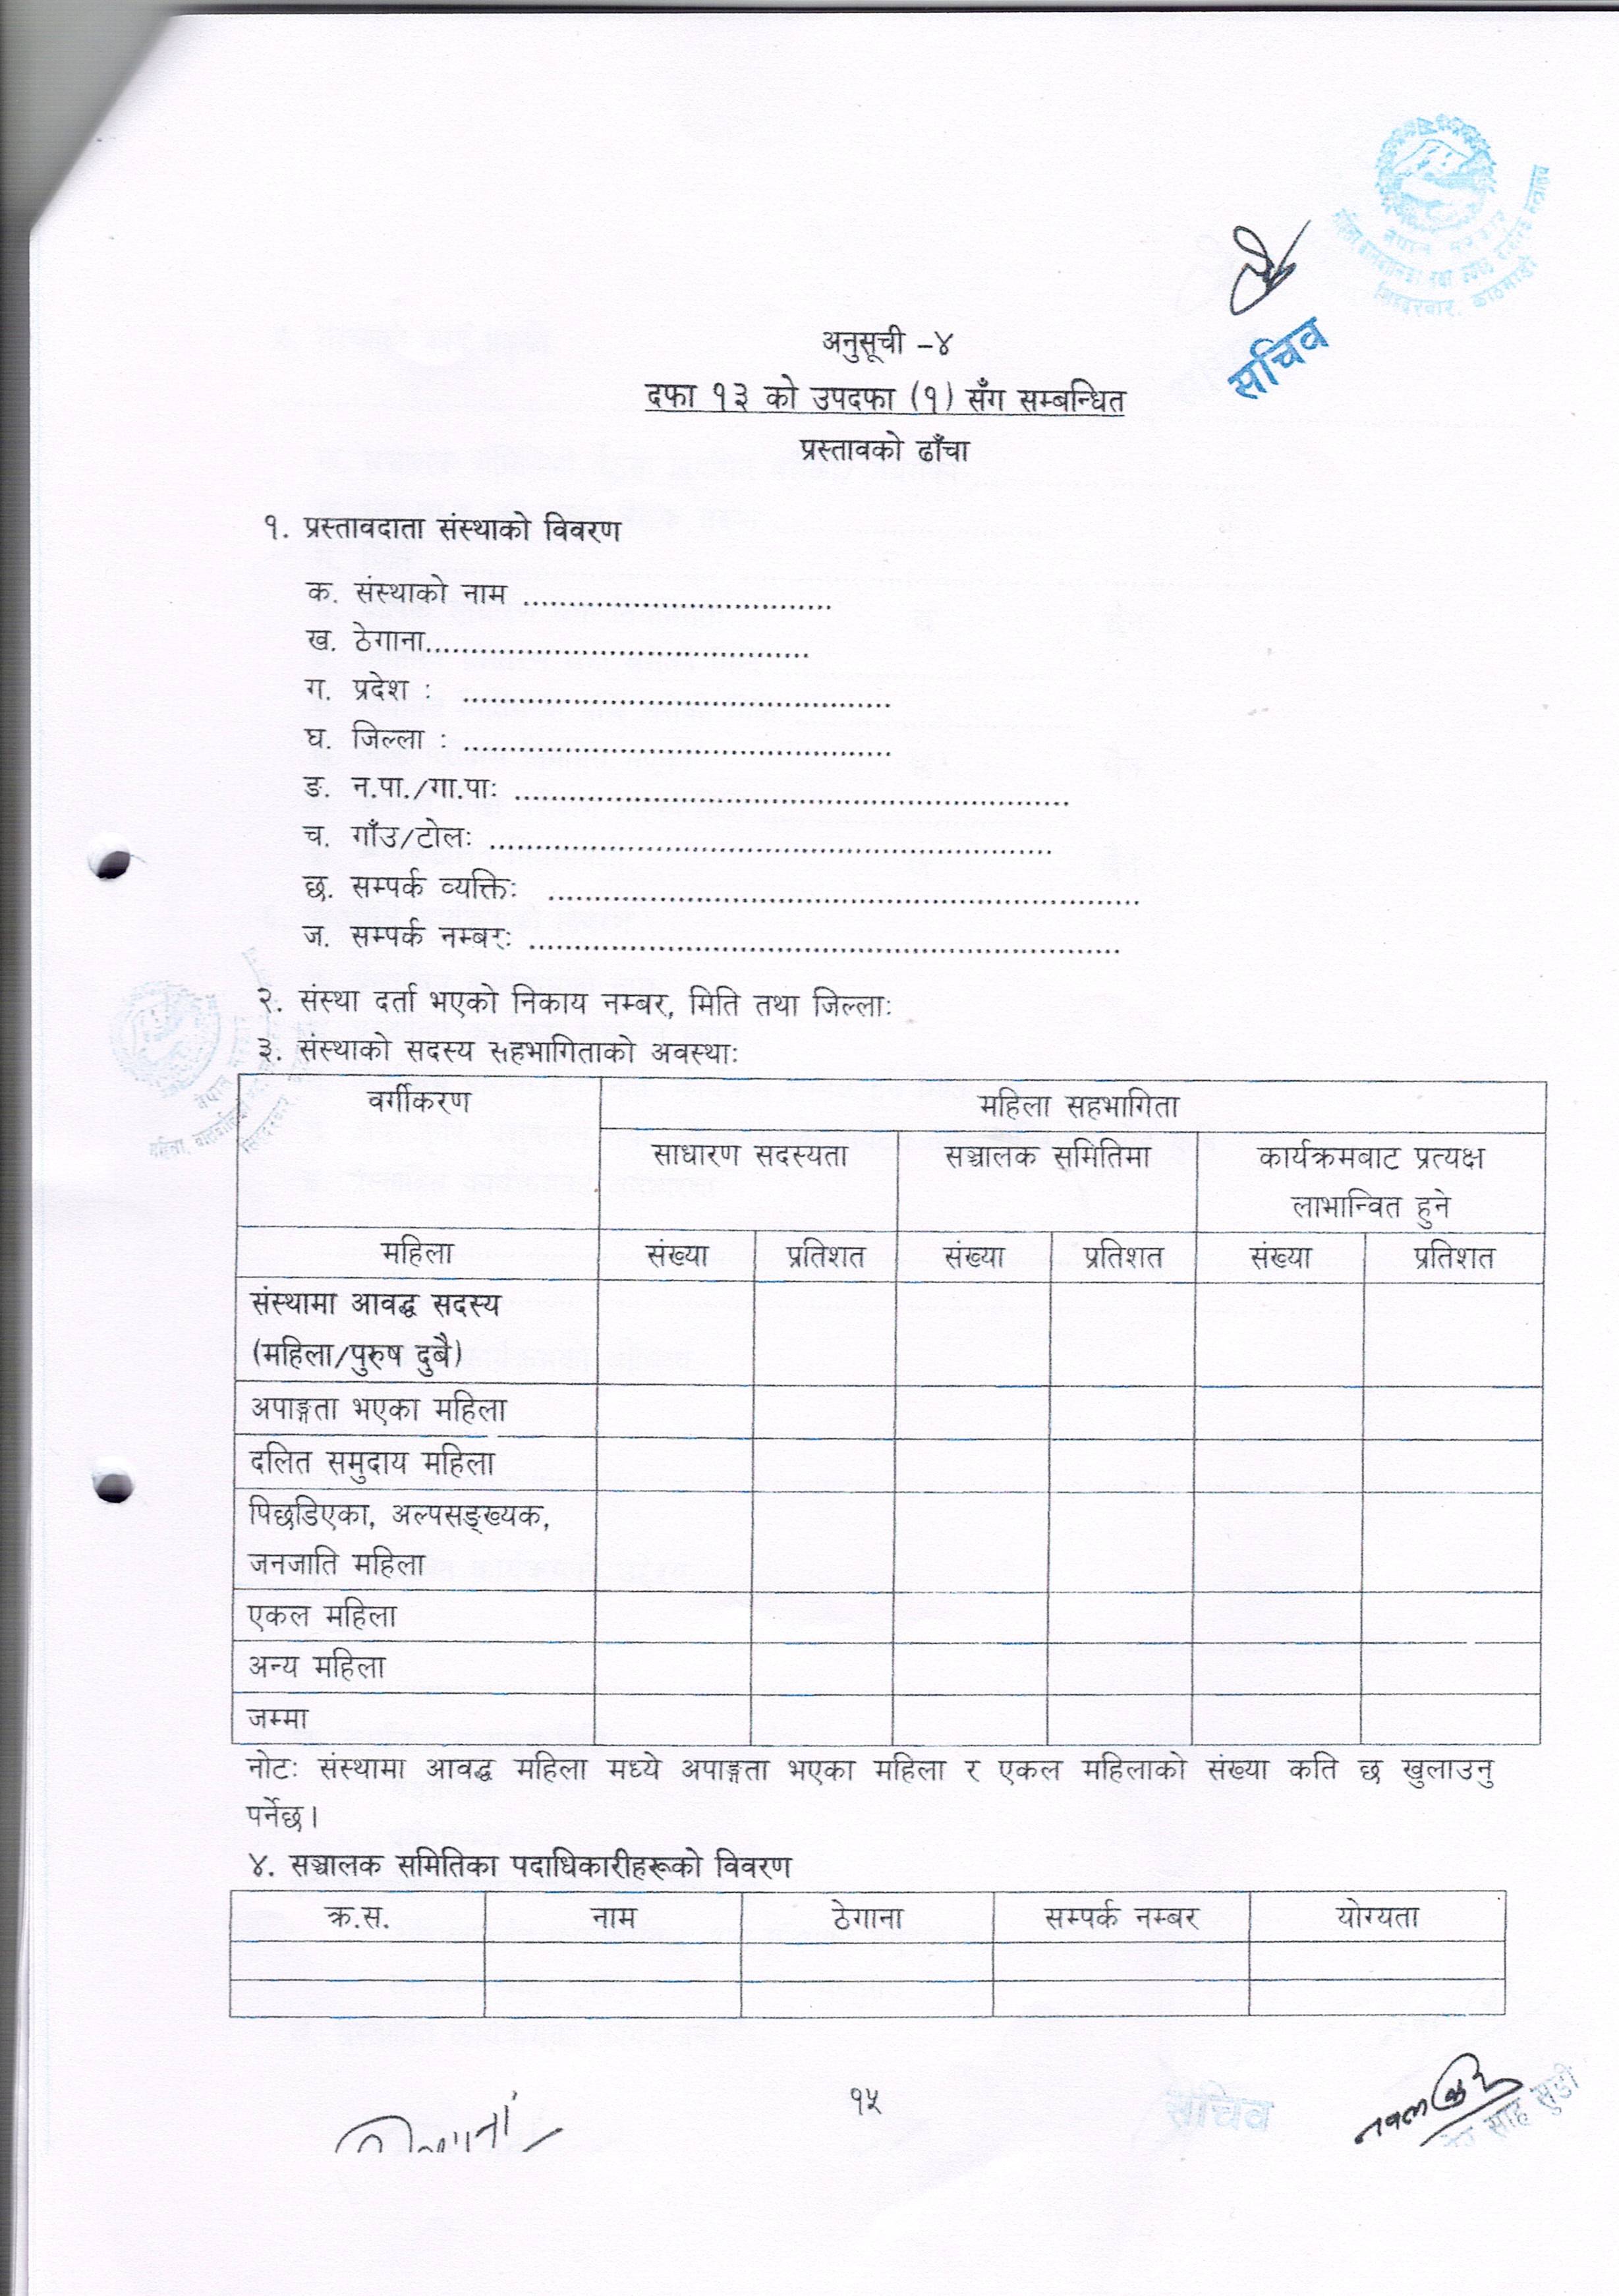 सचिव
अनुसूची -४
दफा १३ को उपदफा (१) सँग सम्बन्धित
प्रस्तावको ढाँचा
१. प्रस्तावदाता संस्थाको विवरण
क. संस्थाको नाम ..................................
ख. ठेगाना..........................................
ग. प्रदेश : ...............................................
घ. जिल्ला : ...............................................
ङ. न.पा./गा.पाः .............................................................
च. गाँउ/टोलः ..............................................................
छ. सम्पर्क व्यक्तिः .................................................................
ज. सम्पर्क नम्बरः .................................................................
२. संस्था दर्ता भएको निकाय नम्बर, मिति तथा जिल्लाः
३. संस्थाको सदस्य सहभागिताको अवस्थाः
वर्गीकरण महिला सहभागिता
साधारण सदस्यता सञ्चालक समितिमा कार्यक्रमबाट प्रत्यक्ष
लाभान्वित हुने
महिला संख्या प्रतिशत संख्या प्रतिशत संख्या प्रतिशत
संस्थामा आवद्ध सदस्य
(महिला/पुरुष दुबै)
अपाङ्गता भएका महिला
दलित समुदाय महिला
पिछडिएका, अल्पसङ्ख्यक,
जनजाति महिला
एकल महिला
अन्य महिला
जम्मा
नोटः संस्थामा आवद्ध महिला मध्ये अपाङ्गता भएका महिला र एकल महिलाको संख्या कति छ खुलाउनु
पर्नेछ।
४. सञ्चालक समितिका पदाधिकारीहरूको विवरण
क्र.स. नाम ठेगाना सम्पर्क नम्बर योग्यता
१५
सचिव